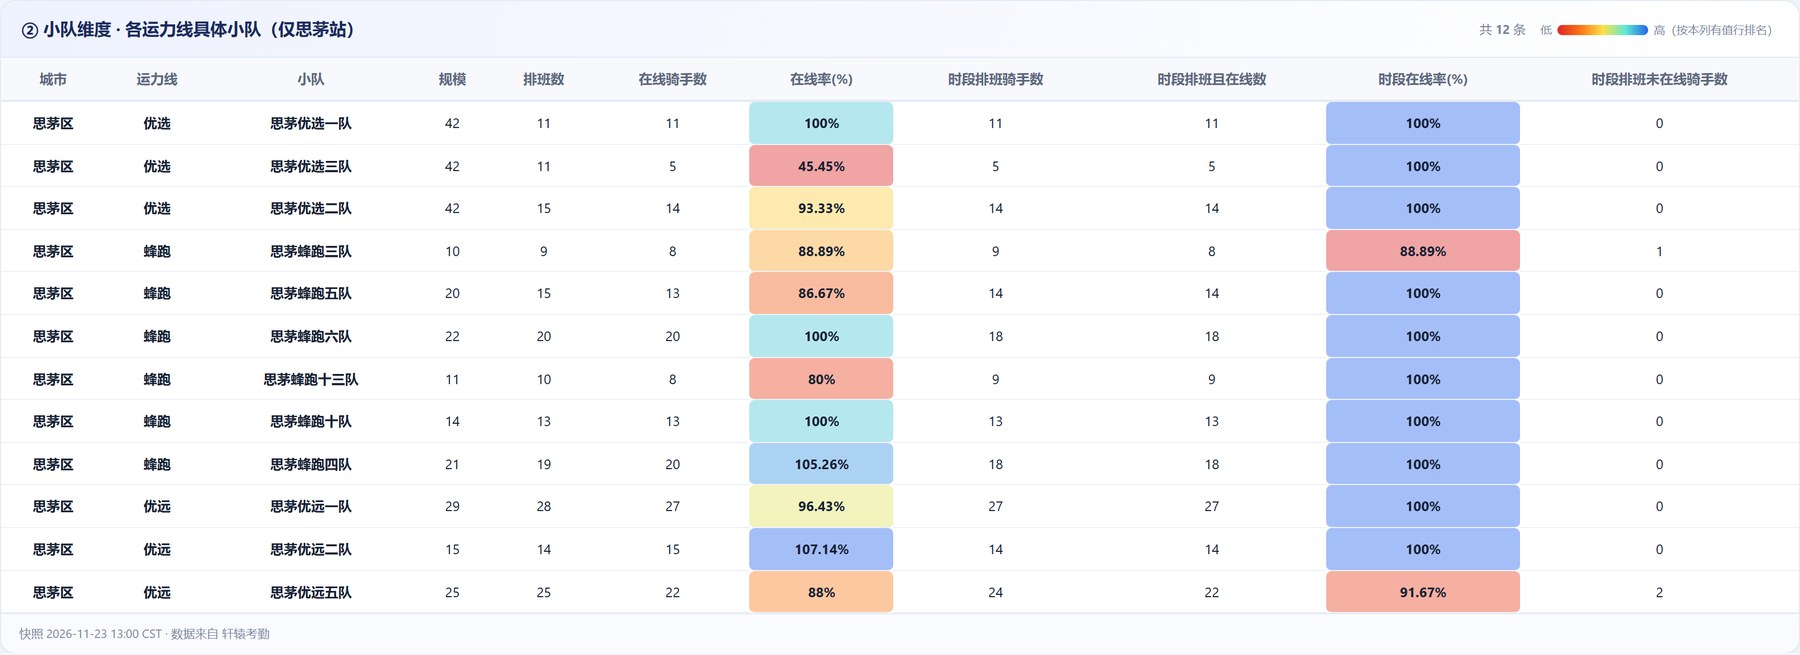 ② 小队维度 · 各运力线具体小队（仅思茅站）
共 12 条 低 高 (按本列有值行排名)
城市 运力线 小队 规模 排班数 在线骑手数 在线率(%) 时段排班骑手数 时段排班且在线数 时段在线率(%) 时段排班未在线骑手数
思茅区 优选 思茅优选一队 42 11 11 100% 11 11 100% 0
思茅区 优选 思茅优选三队 42 11 5 45.45% 5 5 100% 0
思茅区 优选 思茅优选二队 42 15 14 93.33% 14 14 100% 0
思茅区 蜂跑 思茅蜂跑三队 10 9 8 88.89% 9 8 88.89% 1
思茅区 蜂跑 思茅蜂跑五队 20 15 13 86.67% 14 14 100% 0
思茅区 蜂跑 思茅蜂跑六队 22 20 20 100% 18 18 100% 0
思茅区 蜂跑 思茅蜂跑十三队 11 10 8 80% 9 9 100% 0
思茅区 蜂跑 思茅蜂跑十队 14 13 13 100% 13 13 100% 0
思茅区 蜂跑 思茅蜂跑四队 21 19 20 105.26% 18 18 100% 0
思茅区 优远 思茅优远一队 29 28 27 96.43% 27 27 100% 0
思茅区 优远 思茅优远二队 15 14 15 107.14% 14 14 100% 0
思茅区 优远 思茅优远五队 25 25 22 88% 24 22 91.67% 2
快照 2026-11-23 13:00 CST · 数据来自 轩辕考勤